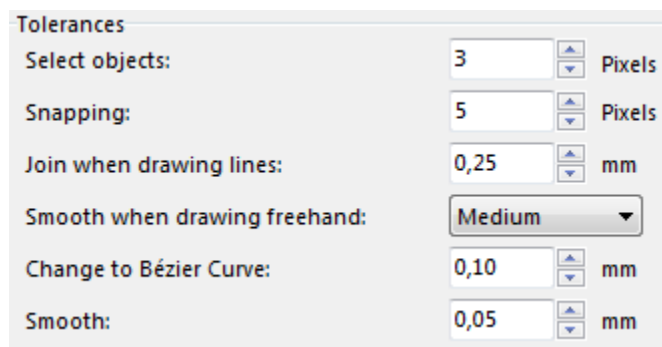 Tolerances
Select objects: 3 Pixels
Snapping: 5 Pixels
Join when drawing lines: 0,25 mm
Smooth when drawing freehand: Medium
Change to Bézier Curve: 0,10 mm
Smooth: 0,05 mm